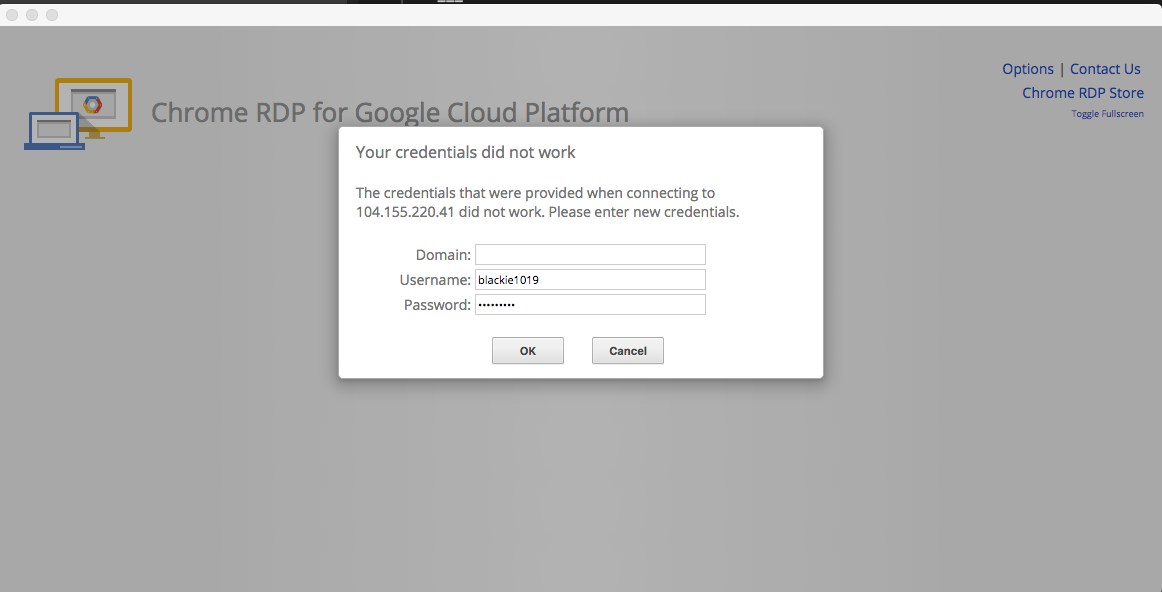 Options | Contact Us
Chrome RDP Store
Toggle Fullscreen
Chrome RDP for Google Cloud Platform
Your credentials did not work
The credentials that were provided when connecting to
104.155.220.41 did not work. Please enter new credentials.
Domain:
Username: blackie1019
Password: •••••••••
OK Cancel